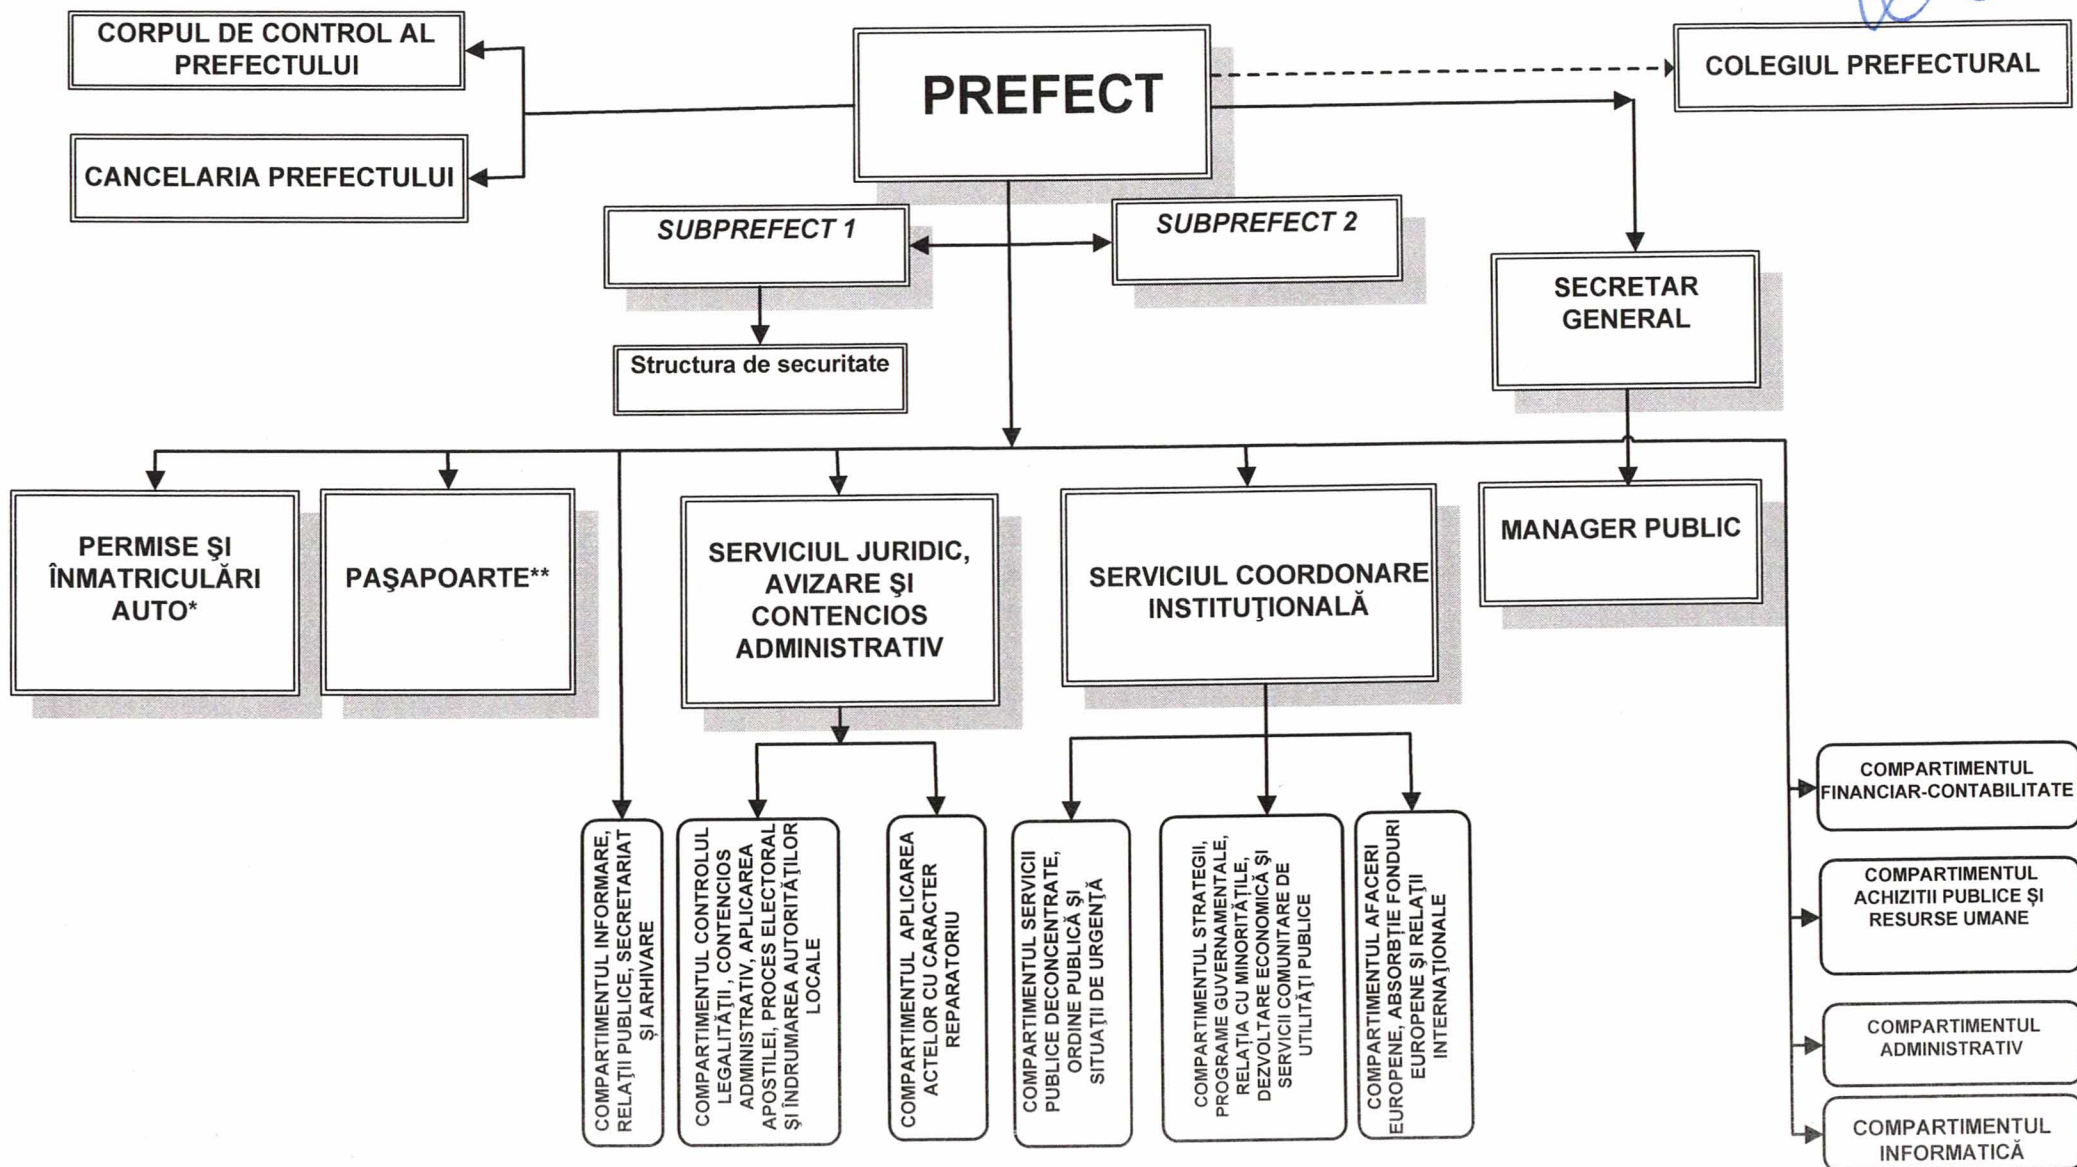 CORPUL DE CONTROL AL
PREFECTULUI
PREFECT
COLEGIUL PREFECTURAL
CANCELARIA PREFECTULUI
SUBPREFECT 1
SUBPREFECT 2
SECRETAR
GENERAL
Structura de securitate
PERMISE ŞI
ÎNMATRICULĂRI
AUTO*
PAŞAPOARTE**
SERVICIUL JURIDIC,
AVIZARE ŞI
CONTENCIOS
ADMINISTRATIV
SERVICIUL COORDONARE
INSTITUŢIONALĂ
MANAGER PUBLIC
COMPARTIMENTUL INFORMARE,
RELAŢII PUBLICE, SECRETARIAT
ŞI ARHIVARE
COMPARTIMENTUL CONTROLUL
LEGALITĂŢII , CONTENCIOS
ADMINISTRATIV, APLICAREA
APOSTILEI, PROCES ELECTORAL
ŞI ÎNDRUMAREA AUTORITĂŢILOR
LOCALE
COMPARTIMENTUL APLICAREA
ACTELOR CU CARACTER
REPARATORIU
COMPARTIMENTUL SERVICII
PUBLICE DECONCENTRATE,
ORDINE PUBLICĂ ŞI
SITUAŢII DE URGENŢĂ
COMPARTIMENTUL STRATEGII,
PROGRAME GUVERNAMENTALE,
RELAŢIA CU MINORITĂŢILE,
DEZVOLTARE ECONOMICĂ ŞI
SERVICII COMUNITARE DE
UTILITĂŢI PUBLICE
COMPARTIMENTUL AFACERI
EUROPENE, ABSORBŢIE FONDURI
EUROPENE ŞI RELAŢII
INTERNAŢIONALE
COMPARTIMENTUL
FINANCIAR-CONTABILITATE
COMPARTIMENTUL
ACHIZITII PUBLICE ŞI
RESURSE UMANE
COMPARTIMENTUL
ADMINISTRATIV
COMPARTIMENTUL
INFORMATICĂ